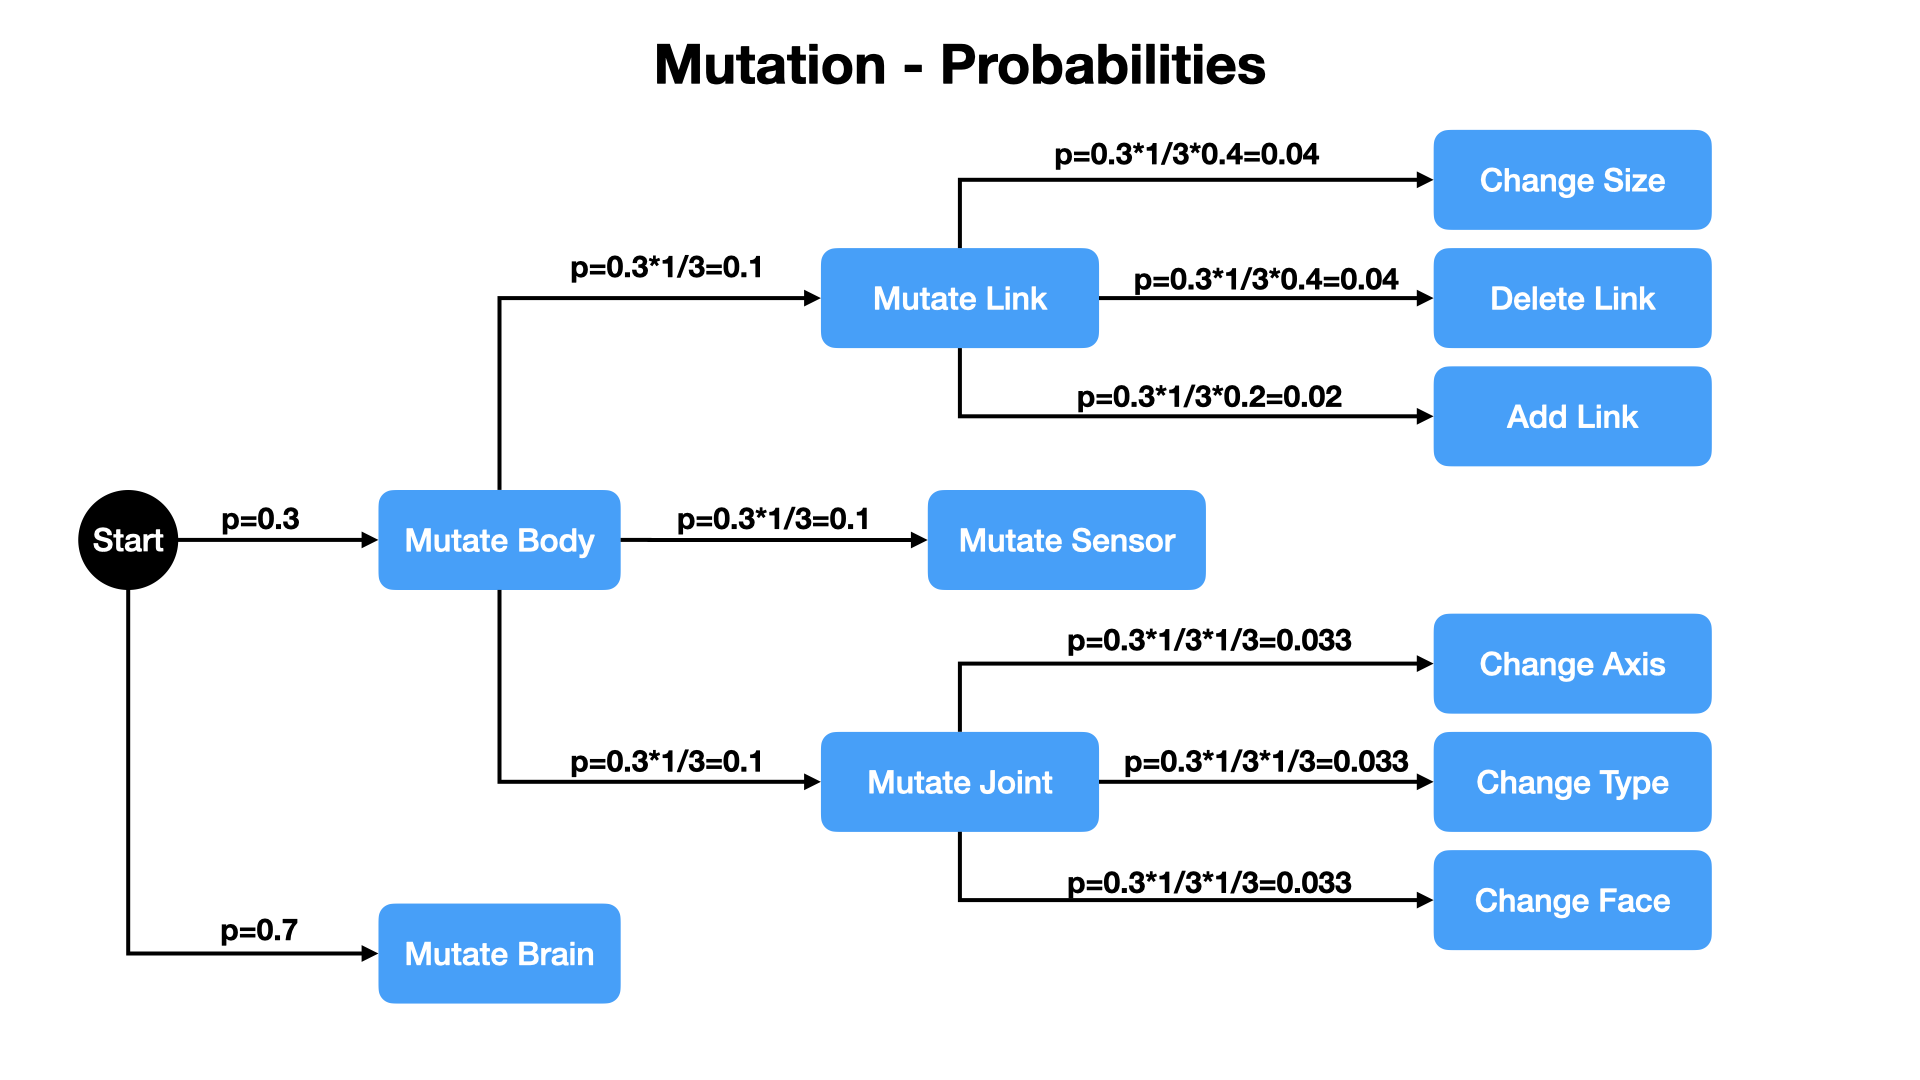 Mutation - Probabilities
p=0.3*1/3*0.4=0.04
Change Size
p=0.3*1/3=0.1
Mutate Link
p=0.3*1/3*0.4=0.04
Delete Link
p=0.3*1/3*0.2=0.02
Add Link
Start
p=0.3
Mutate Body
p=0.3*1/3=0.1
Mutate Sensor
p=0.3*1/3*1/3=0.033
Change Axis
p=0.3*1/3=0.1
Mutate Joint
p=0.3*1/3*1/3=0.033
Change Type
p=0.3*1/3*1/3=0.033
Change Face
p=0.7
Mutate Brain